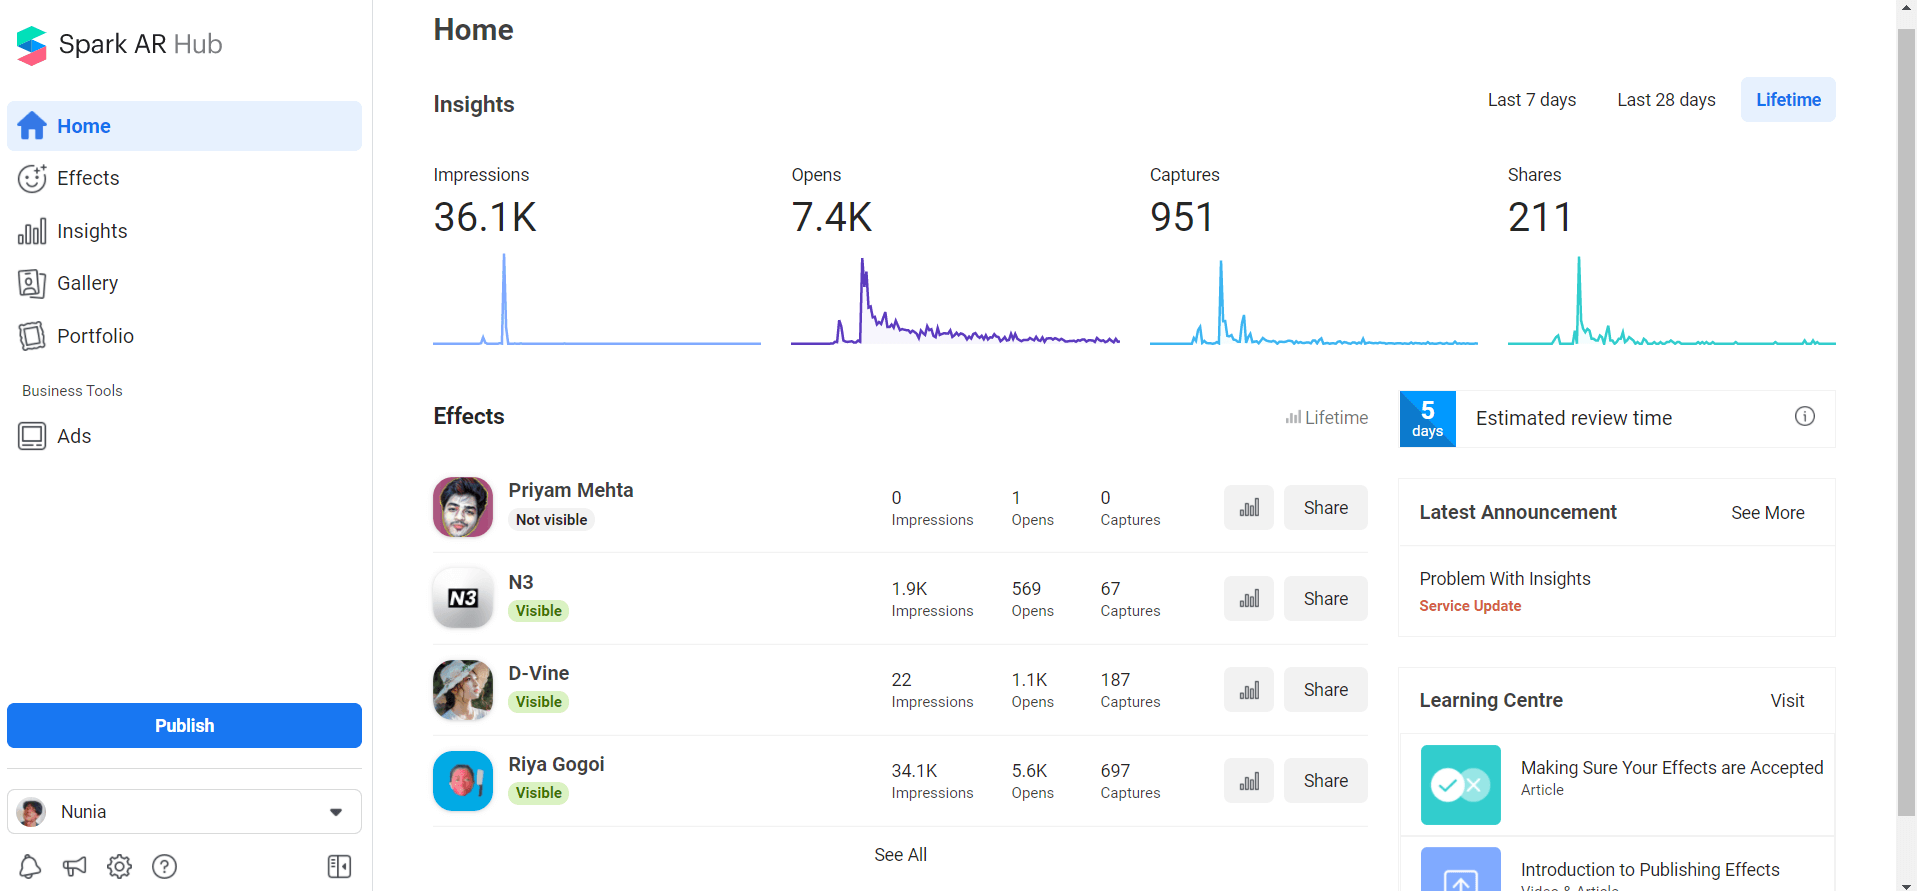 Spark AR Hub
Home
Effects
Insights
Gallery
Portfolio
Business Tools
Ads
Publish
Nunia
Home
Insights
Last 7 days
Last 28 days
Lifetime
Impressions
36.1K
Opens
7.4K
Captures
951
Shares
211
Effects
Lifetime
Priyam Mehta
Not visible
0
Impressions
1
Opens
0
Captures
Share
N3
N3
Visible
1.9K
Impressions
569
Opens
67
Captures
Share
D-Vine
Visible
22
Impressions
1.1K
Opens
187
Captures
Share
Riya Gogoi
Visible
34.1K
Impressions
5.6K
Opens
697
Captures
Share
See All
5
days
Estimated review time
Latest Announcement
See More
Problem With Insights
Service Update
Learning Centre
Visit
Making Sure Your Effects are Accepted
Article
Introduction to Publishing Effects
Video & Article